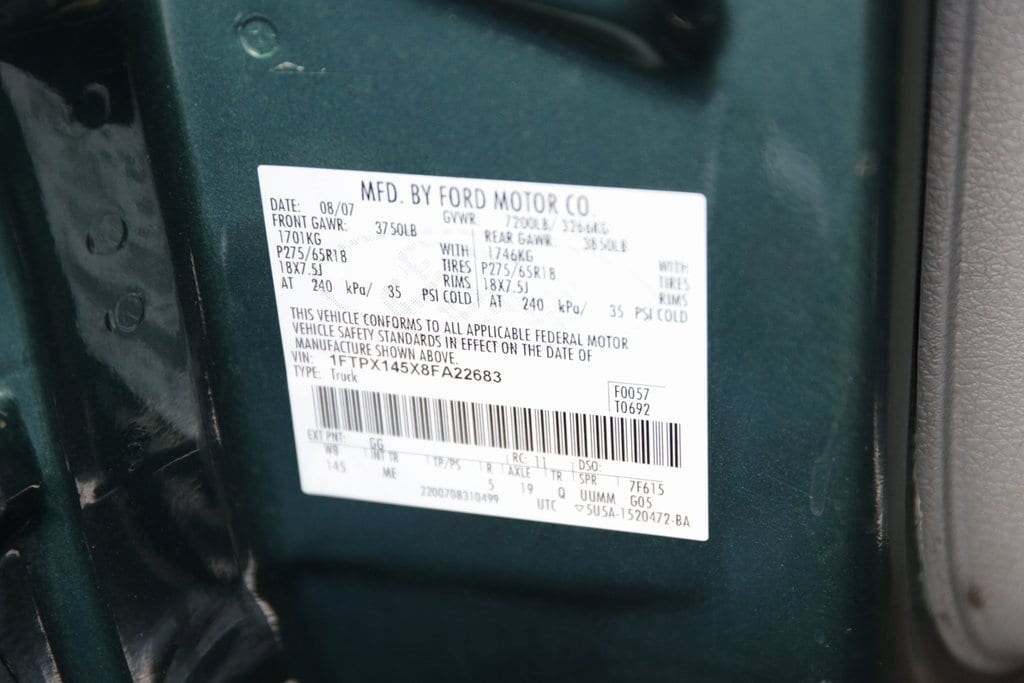 MFD. BY FORD MOTOR CO.
DATE: 08/07 GVWR: 7200LB/ 3266KG
FRONT GAWR: 3750LB REAR GAWR: 3850LB
1701KG WITH 1746KG WITH
P275/65R18 TIRES P275/65R18 TIRES
18X7.5J RIMS 18X7.5J RIMS
AT 240 kPa/ 35 PSI COLD AT 240 kPa/ 35 PSI COLD
THIS VEHICLE CONFORMS TO ALL APPLICABLE FEDERAL MOTOR
VEHICLE SAFETY STANDARDS IN EFFECT ON THE DATE OF
MANUFACTURE SHOWN ABOVE.
VIN: 1FTPX145X8FA22683
TYPE: Truck
F0057
T0692
EXT PNT: GG RC: 11 DSO:
WB INT TR TP/PS R AXLE TR SPR 7F615
145 ME 5 19 Q UUMM G05
2200708310499 UTC ▽5U5A-1520472-BA